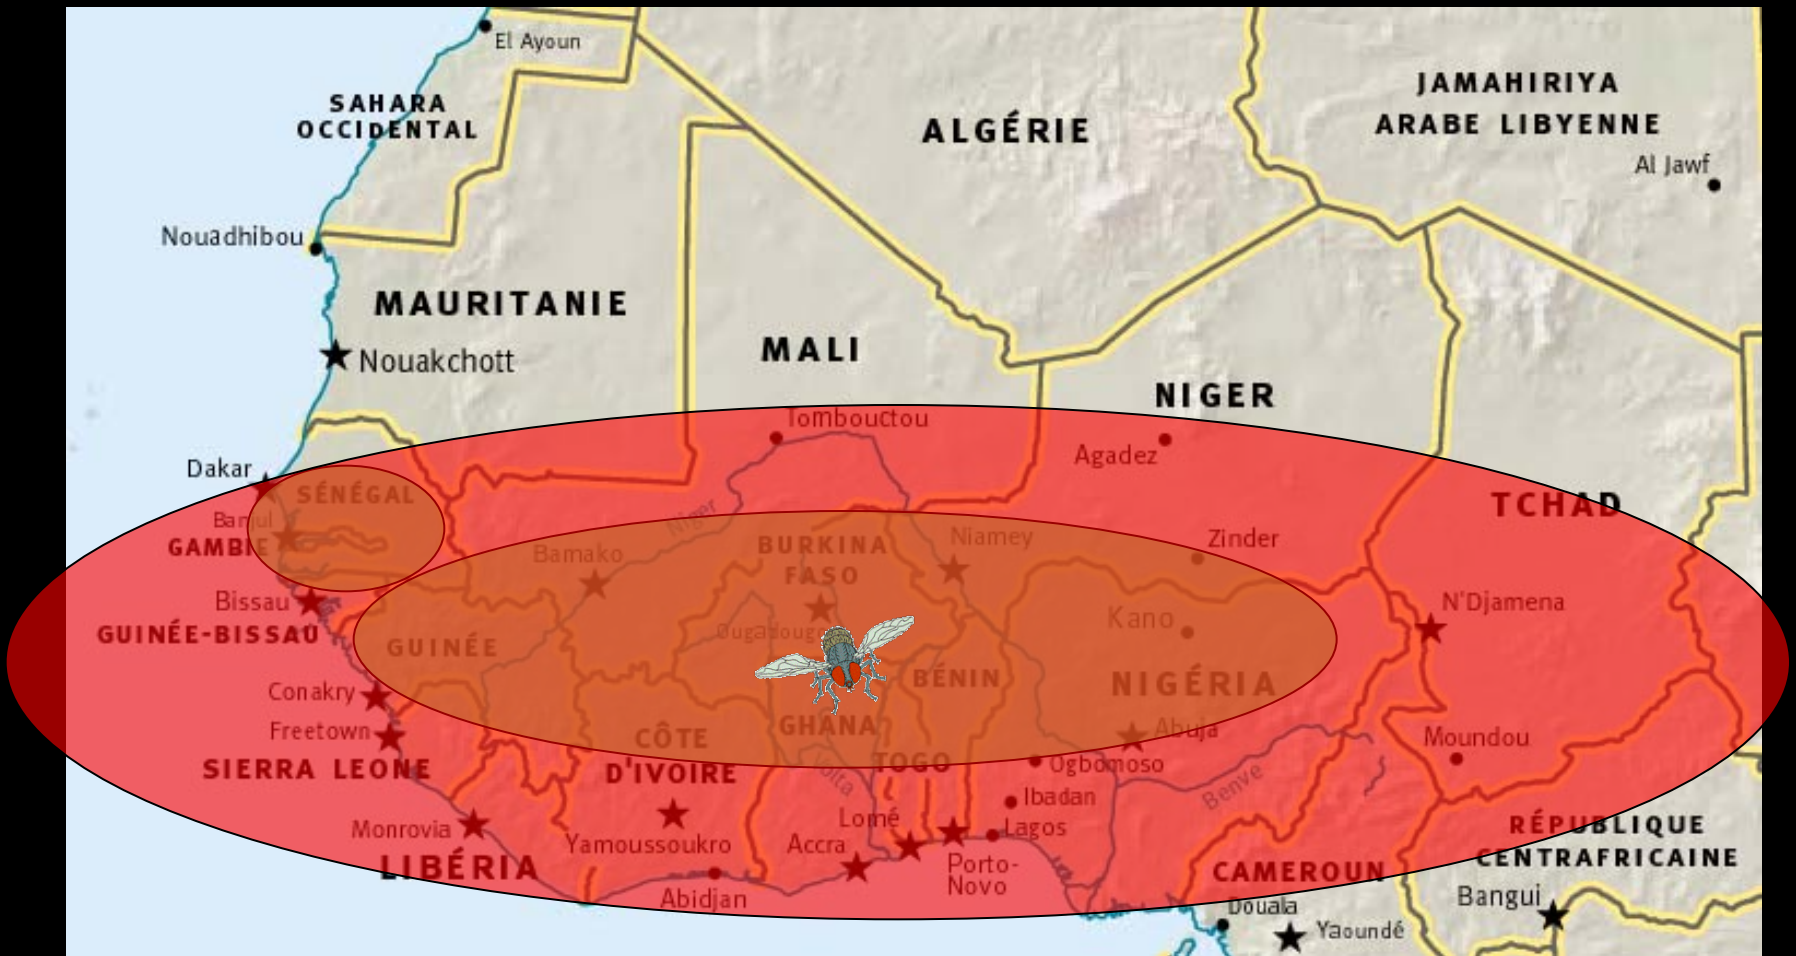 El Ayoun
SAHARA
OCCIDENTAL
ALGÉRIE
JAMAHIRIYA
ARABE LIBYENNE
Al Jawf
Nouadhibou
MAURITANIE
Nouakchott
MALI
NIGER
Tombouctou
Agadez
Dakar
SÉNÉGAL
TCHAD
Banjul
GAMBIE
Niger
Bamako
BURKINA
FASO
Niamey
Zinder
Bissau
GUINÉE-BISSAU
GUINÉE
Kano
N'Djamena
BÉNIN
NIGÉRIA
Conakry
Freetown
SIERRA LEONE
CÔTE
D'IVOIRE
GHANA
TOGO
Abuja
Moundou
Ogbomoso
Volta
Benve
Ibadan
Lomé
Lagos
Monrovia
LIBÉRIA
Yamoussoukro
Accra
Porto-
Novo
Abidjan
RÉPUBLIQUE
CENTRAFRICAINE
CAMEROUN
Bangui
Douala
Yaoundé